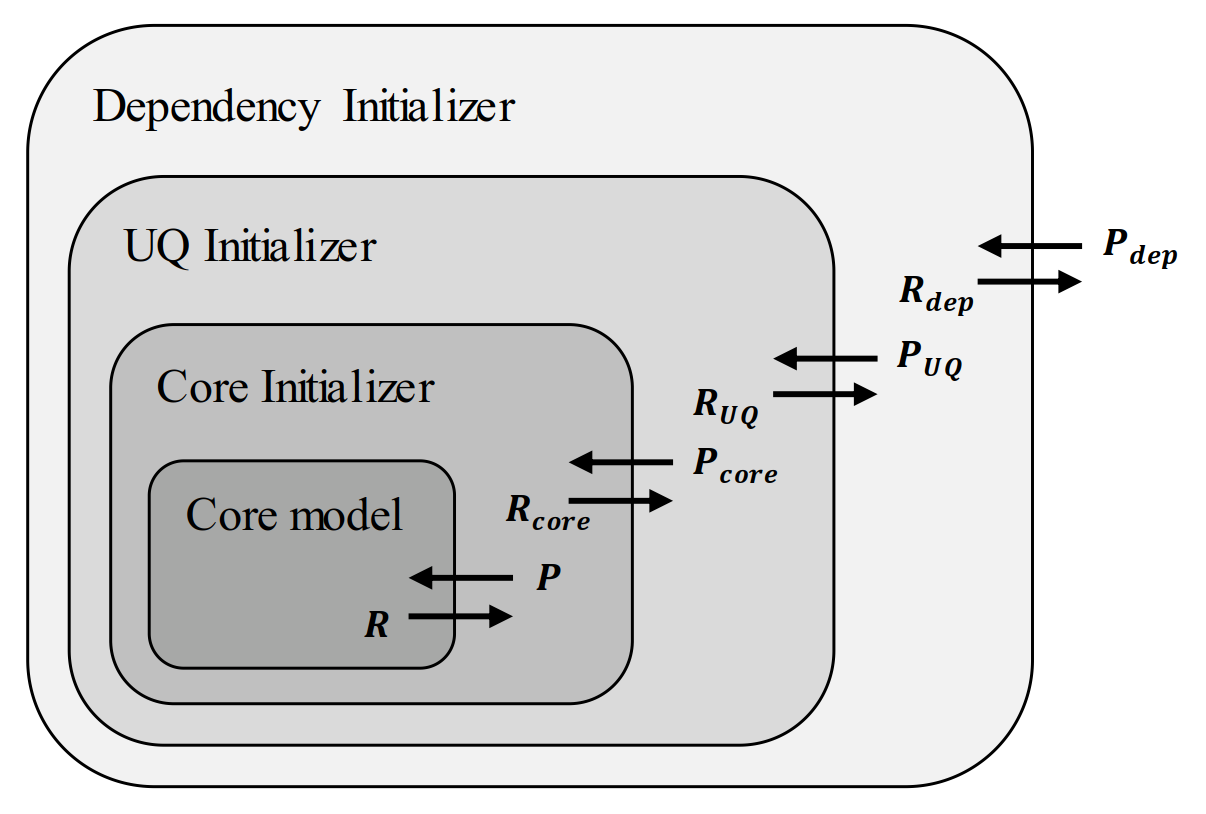 Dependency Initializer
UQ Initializer
P_dep
R_dep
P_UQ
Core Initializer
R_UQ
P_core
Core model
R_core
P
R